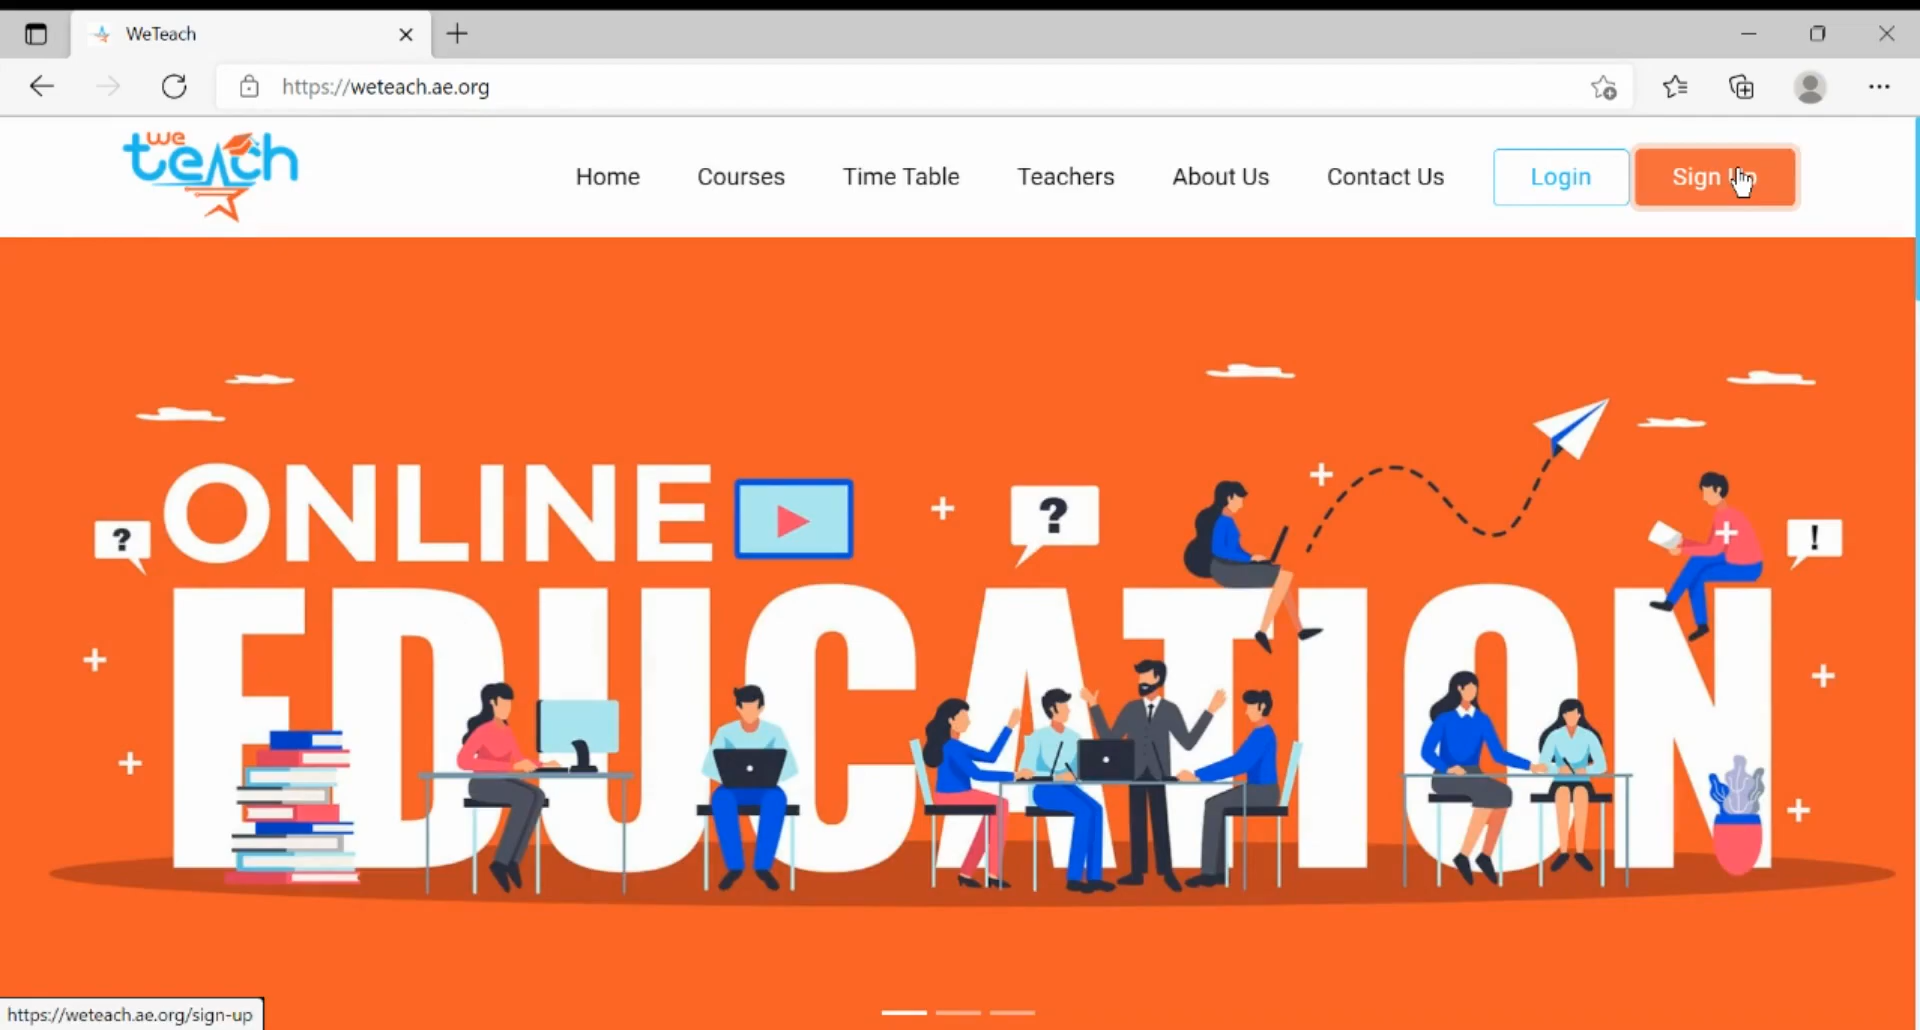 WeTeach
https://weteach.ae.org
we
teach
Home
Courses
Time Table
Teachers
About Us
Contact Us
Login
Sign Up
ONLINE
?
?
!
EDUCATION
https://weteach.ae.org/sign-up